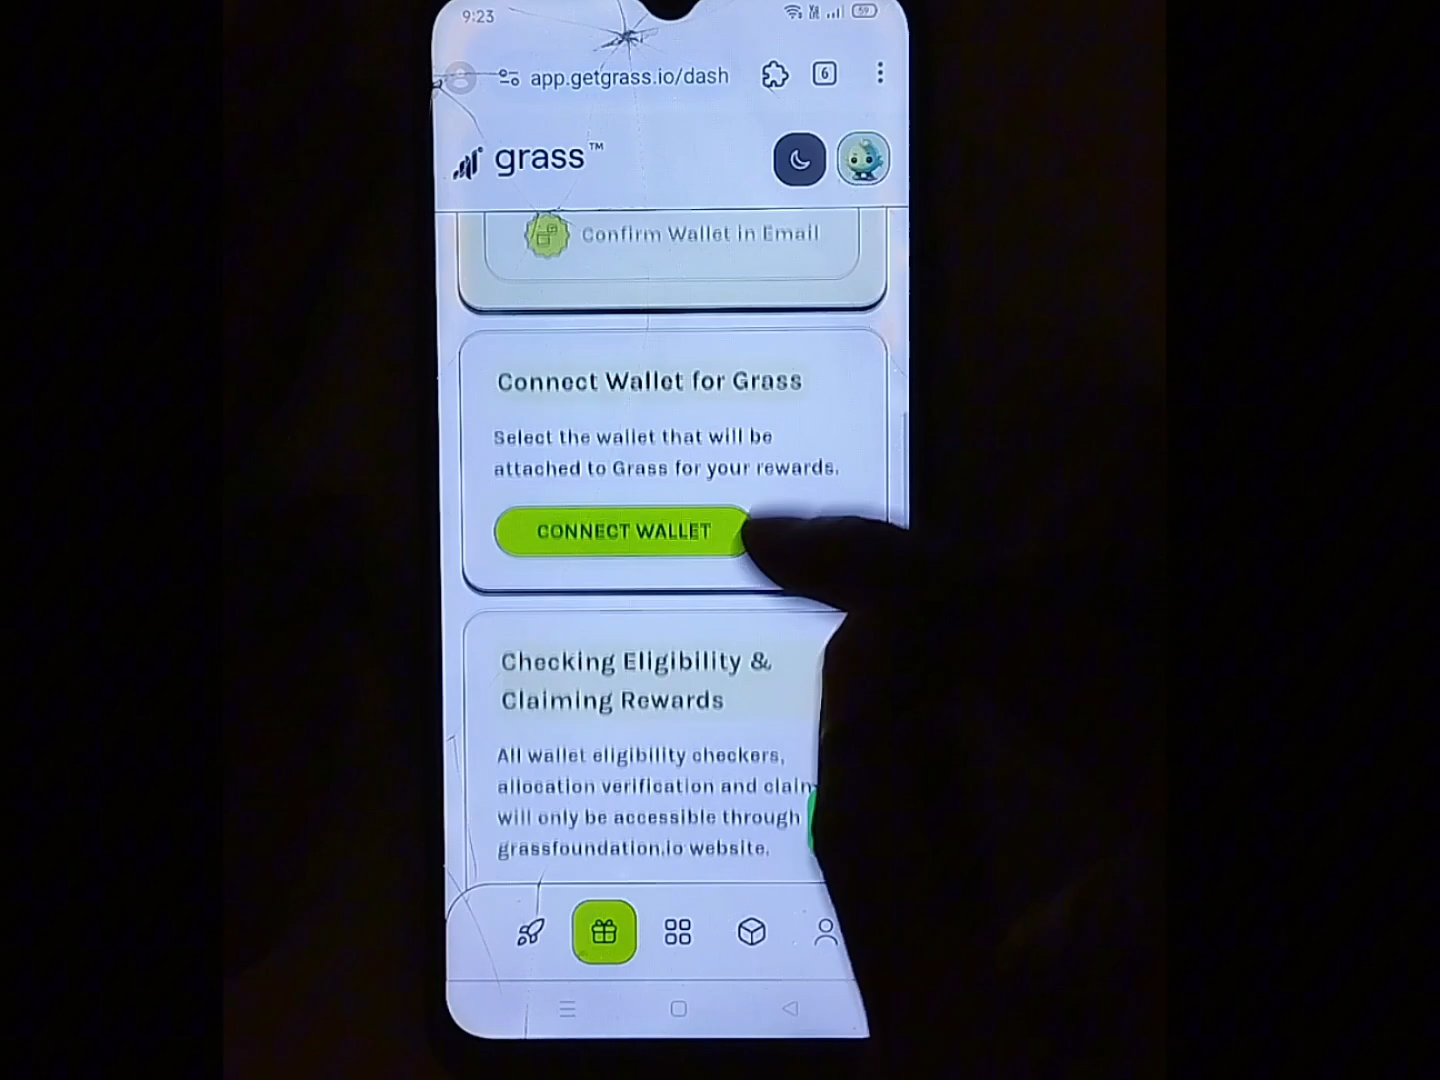 9:23
59
app.getgrass.io/dash
6
grass™
Confirm Wallet in Email
Connect Wallet for Grass
Select the wallet that will be
attached to Grass for your rewards.
CONNECT WALLET
Checking Eligibility &
Claiming Rewards
All wallet eligibility checkers,
allocation verification and claim
will only be accessible through
grassfoundation.io website.